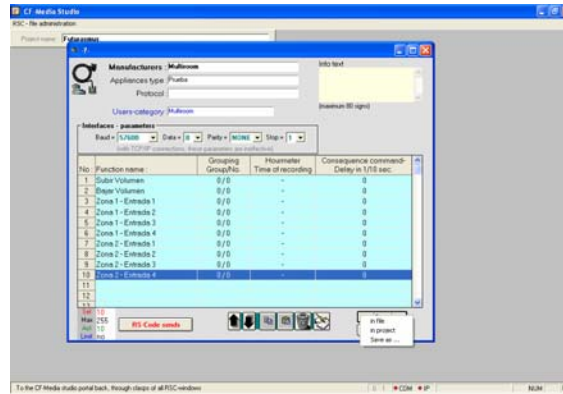 CF Media Studio
RSC - file administration
Project name: Futurasmus
Manufacturers : Multiroom
Info text
Appliances type : Prueba
Protocol :
(maximum 80 signs)
Users-category : Multiroom
Interfaces - parameters
Baud = 57600 Data = 8 Parity = NONE Stop = 1
(with TCP/IP connections, these parameters are ineffective)
Grouping Hourmeter Consequence command-
No. Function name : Group/No. Time of recording Delay in 1/10 sec.
1 Subir Volumen 0 / 0 - 0
2 Bajar Volumen 0 / 0 - 0
3 Zona 1 - Entrada 1 0 / 0 - 0
4 Zona 1 - Entrada 2 0 / 0 - 0
5 Zona 1 - Entrada 3 0 / 0 - 0
6 Zona 1 - Entrada 4 0 / 0 - 0
7 Zona 2 - Entrada 1 0 / 0 - 0
8 Zona 2 - Entrada 2 0 / 0 - 0
9 Zona 2 - Entrada 3 0 / 0 - 0
10 Zona 2 - Entrada 4 0 / 0 - 0
11
12
13
Sel 10
Max 255
Act 10
Limit no
RS-Code sends
in file
in project
Save as ...
To the CF-Media studio portal back, through clasps of all RSC-windows
COM IP NUM